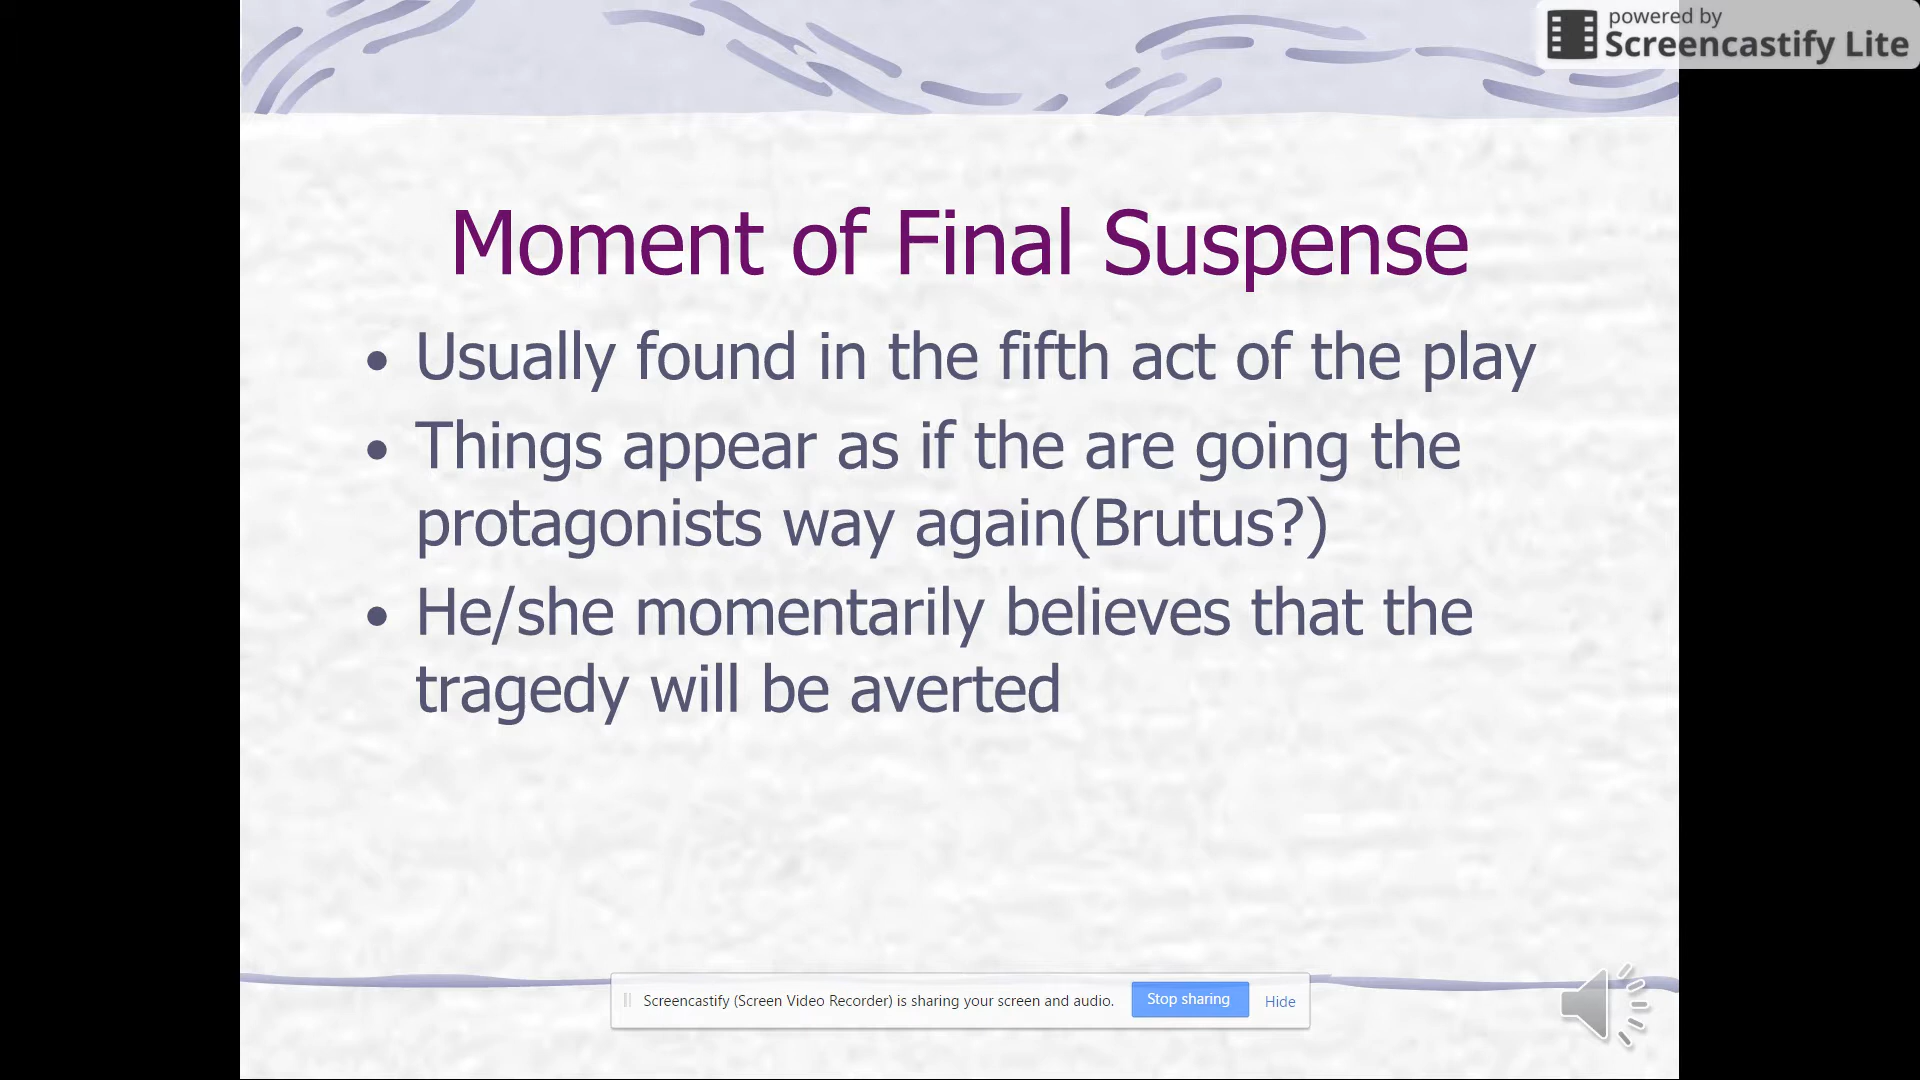 powered by
Screencastify Lite
Moment of Final Suspense
• Usually found in the fifth act of the play
• Things appear as if the are going the
protagonists way again(Brutus?)
• He/she momentarily believes that the
tragedy will be averted
Screencastify (Screen Video Recorder) is sharing your screen and audio. Stop sharing Hide